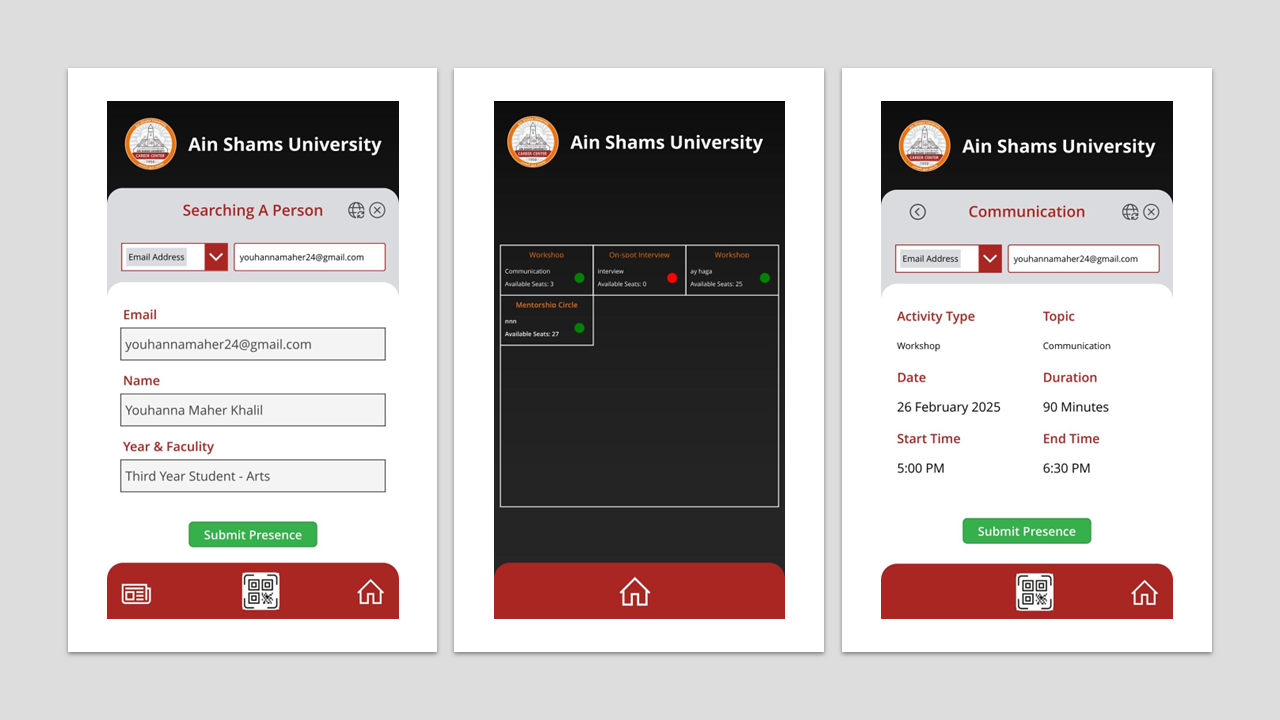 Ain Shams University
Searching A Person
Email Address
youhannamaher24@gmail.com
Email
youhannamaher24@gmail.com
Name
Youhanna Maher Khalil
Year & Faculity
Third Year Student - Arts
Submit Presence
Ain Shams University
Workshop
Communication
Available Seats: 3
On-spot Interview
interview
Available Seats: 0
Workshop
ay haga
Available Seats: 25
Mentorship Circle
nnn
Available Seats: 27
Ain Shams University
Communication
Email Address
youhannamaher24@gmail.com
Activity Type
Topic
Workshop
Communication
Date
Duration
26 February 2025
90 Minutes
Start Time
End Time
5:00 PM
6:30 PM
Submit Presence